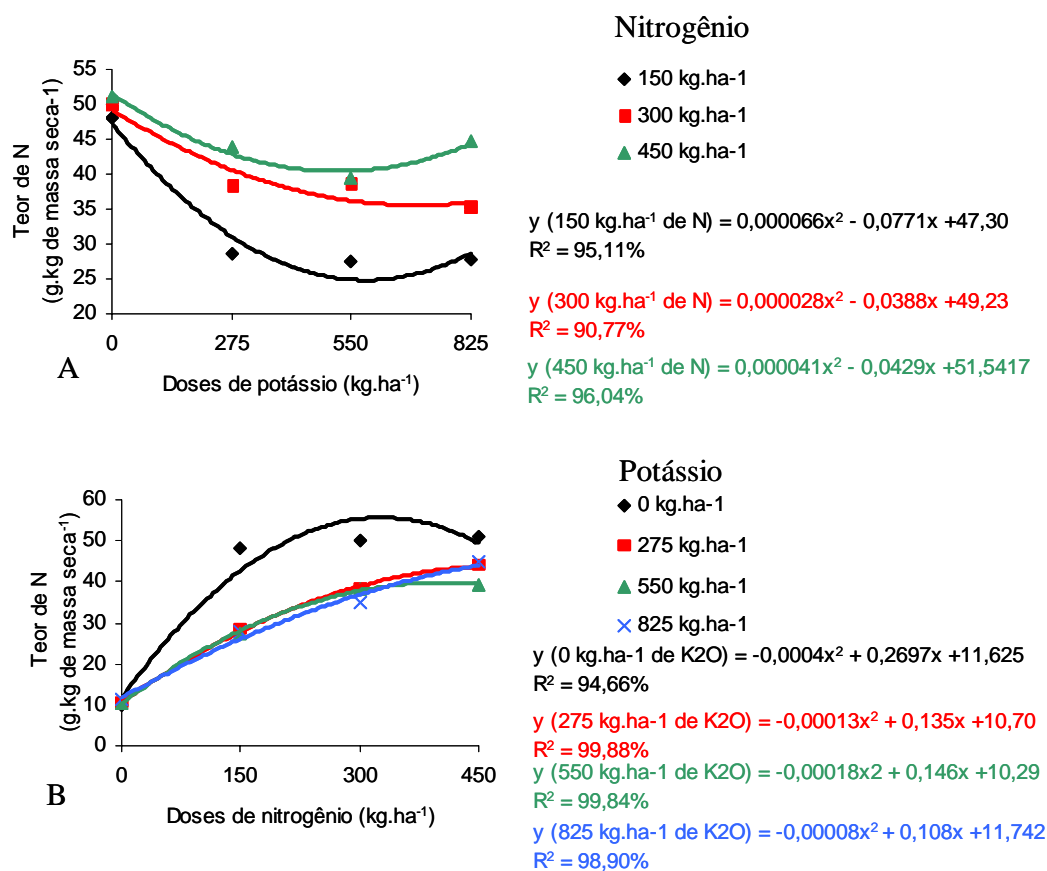 Nitrogênio
150 kg.ha-1
300 kg.ha-1
450 kg.ha-1
Teor de N
(g.kg de massa seca-1)
55
50
45
40
35
30
25
20
0 275 550 825
A
Doses de potássio (kg.ha-1)
y (150 kg.ha-1 de N) = 0,000066x2 - 0,0771x +47,30
R2 = 95,11%
y (300 kg.ha-1 de N) = 0,000028x2 - 0,0388x +49,23
R2 = 90,77%
y (450 kg.ha-1 de N) = 0,000041x2 - 0,0429x +51,5417
R2 = 96,04%
Potássio
0 kg.ha-1
275 kg.ha-1
550 kg.ha-1
825 kg.ha-1
Teor de N
(g.kg de massa seca-1)
60
50
40
30
20
10
0
0 150 300 450
B
Doses de nitrogênio (kg.ha-1)
y (0 kg.ha-1 de K2O) = -0,0004x2 + 0,2697x +11,625
R2 = 94,66%
y (275 kg.ha-1 de K2O) = -0,00013x2 + 0,135x +10,70
R2 = 99,88%
y (550 kg.ha-1 de K2O) = -0,00018x2 + 0,146x +10,29
R2 = 99,84%
y (825 kg.ha-1 de K2O) = -0,00008x2 + 0,108x +11,742
R2 = 98,90%